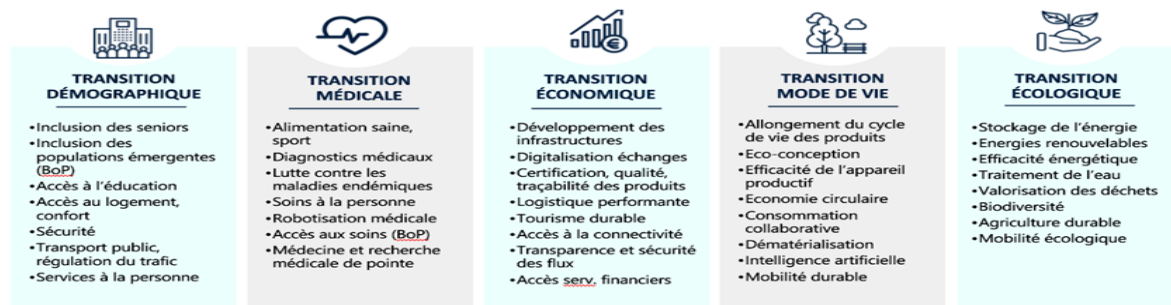 TRANSITION
DÉMOGRAPHIQUE
•Inclusion des seniors
•Inclusion des
populations émergentes
(BoP)
•Accès à l'éducation
•Accès au logement,
confort
•Sécurité
•Transport public,
régulation du trafic
•Services à la personne
TRANSITION
MÉDICALE
•Alimentation saine,
sport
•Diagnostics médicaux
•Lutte contre les
maladies endémiques
•Soins à la personne
•Robotisation médicale
•Accès aux soins (BoP)
•Médecine et recherche
médicale de pointe
TRANSITION
ÉCONOMIQUE
•Développement des
infrastructures
•Digitalisation échanges
•Certification, qualité,
traçabilité des produits
•Logistique performante
•Tourisme durable
•Accès à la connectivité
•Transparence et sécurité
des flux
•Accès serv. financiers
TRANSITION
MODE DE VIE
•Allongement du cycle
de vie des produits
•Eco-conception
•Efficacité de l'appareil
productif
•Economie circulaire
•Consommation
collaborative
•Dématérialisation
•Intelligence artificielle
•Mobilité durable
TRANSITION
ÉCOLOGIQUE
•Stockage de l'énergie
•Energies renouvelables
•Efficacité énergétique
•Traitement de l'eau
•Valorisation des déchets
•Biodiversité
•Agriculture durable
•Mobilité écologique